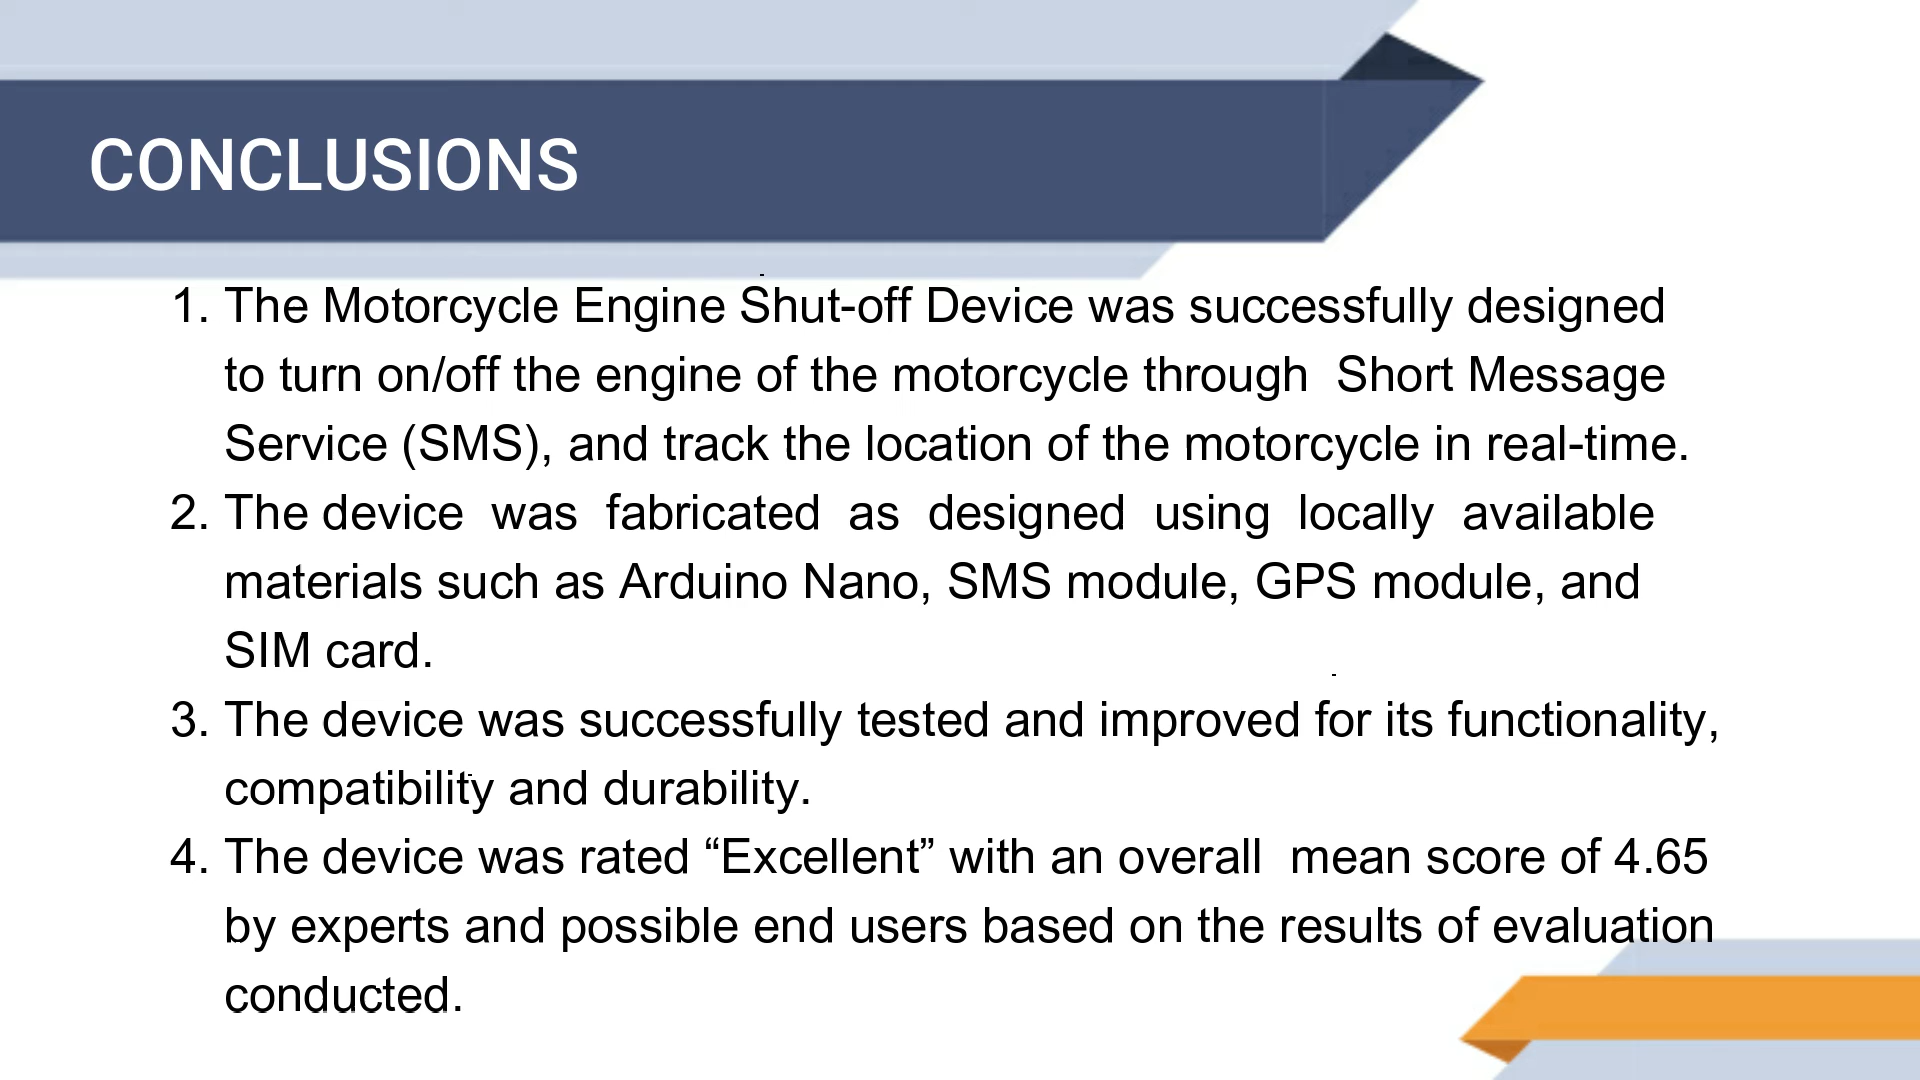 CONCLUSIONS
1. The Motorcycle Engine Shut-off Device was successfully designed
to turn on/off the engine of the motorcycle through  Short Message
Service (SMS), and track the location of the motorcycle in real-time.
2. The device  was  fabricated  as  designed  using  locally  available
materials such as Arduino Nano, SMS module, GPS module, and
SIM card.
3. The device was successfully tested and improved for its functionality,
compatibility and durability.
4. The device was rated “Excellent” with an overall  mean score of 4.65
by experts and possible end users based on the results of evaluation
conducted.